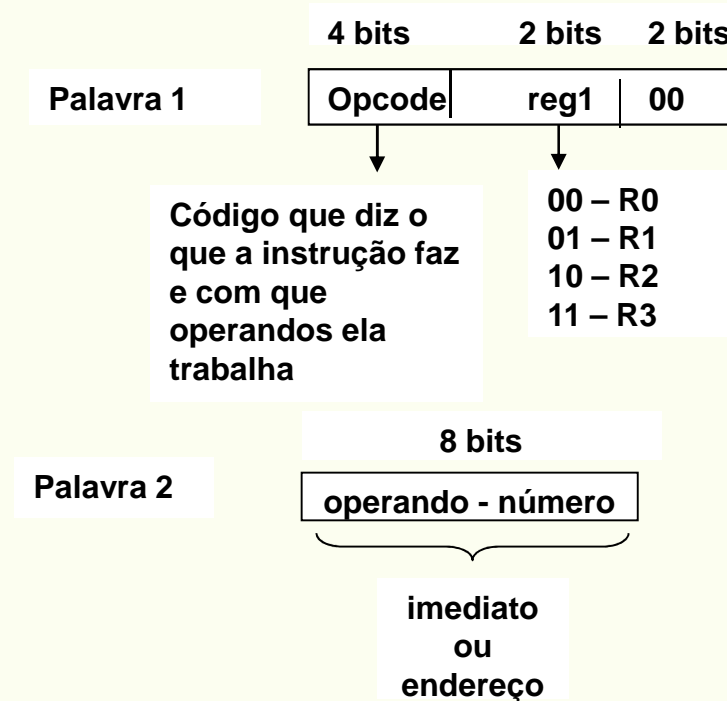 4 bits 2 bits 2 bits
Palavra 1 Opcode reg1 00
Código que diz o
que a instrução faz
e com que
operandos ela
trabalha
00 – R0
01 – R1
10 – R2
11 – R3
8 bits
Palavra 2 operando - número
imediato
ou
endereço